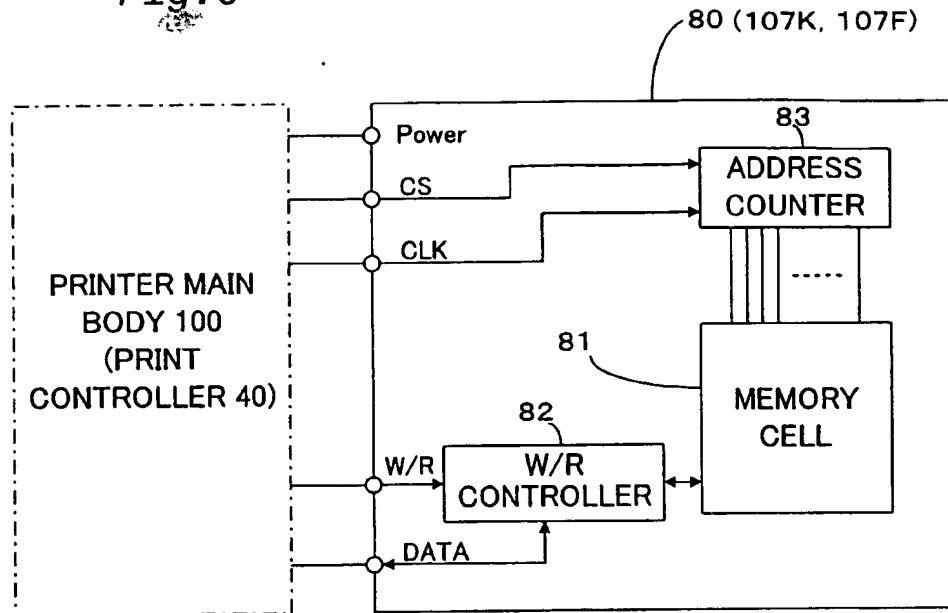 80 (107K, 107F)
Power
CS
CLK
83
ADDRESS
COUNTER
PRINTER MAIN
BODY 100
(PRINT
CONTROLLER 40)
81
MEMORY
CELL
82
W/R
W/R
CONTROLLER
DATA